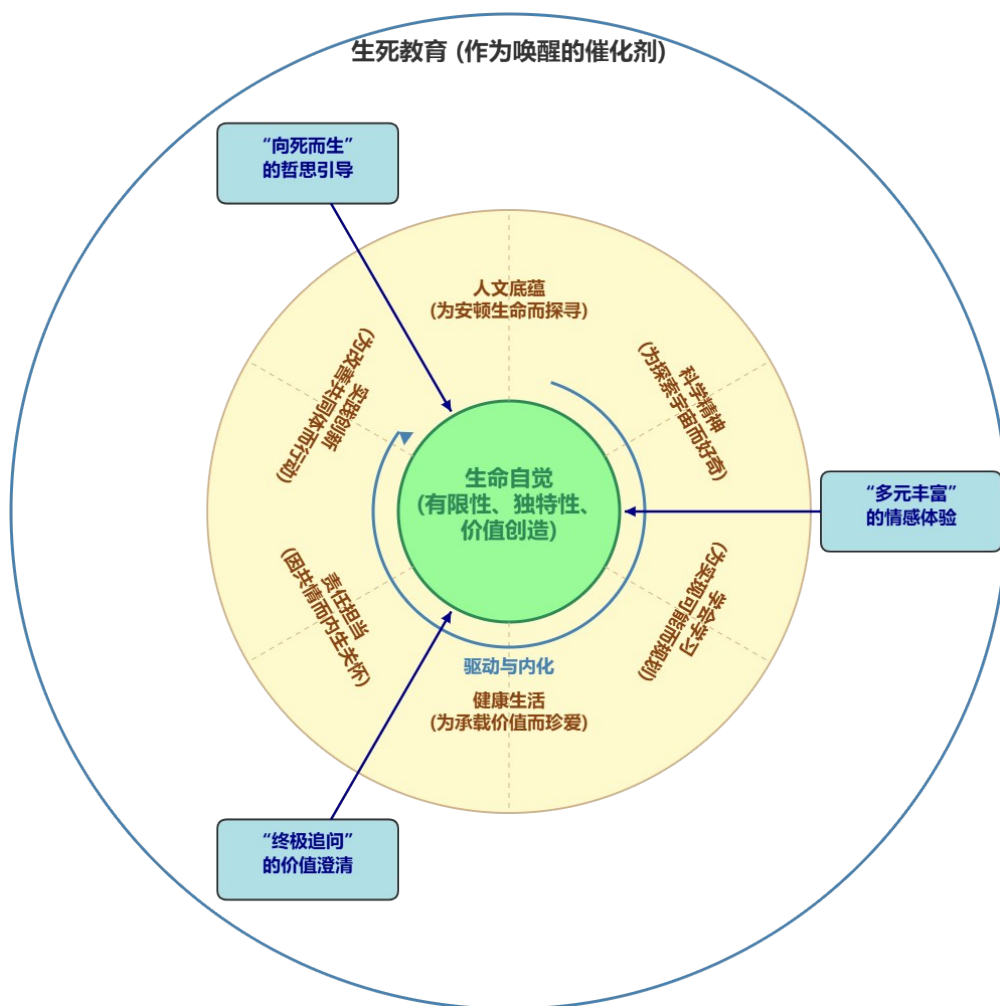 生死教育 (作为唤醒的催化剂)
“向死而生”
的哲思引导
人文底蕴
(为安顿生命而探寻)
科学精神
(为探索宇宙而好奇)
实践创新
(为改善共同体而行动)
生命自觉
(有限性、独特性、
价值创造)
“多元丰富”
的情感体验
学会学习
(为实现可能而规划)
责任担当
(因共情而内生关怀)
驱动与内化
健康生活
(为承载价值而珍爱)
“终极追问”
的价值澄清